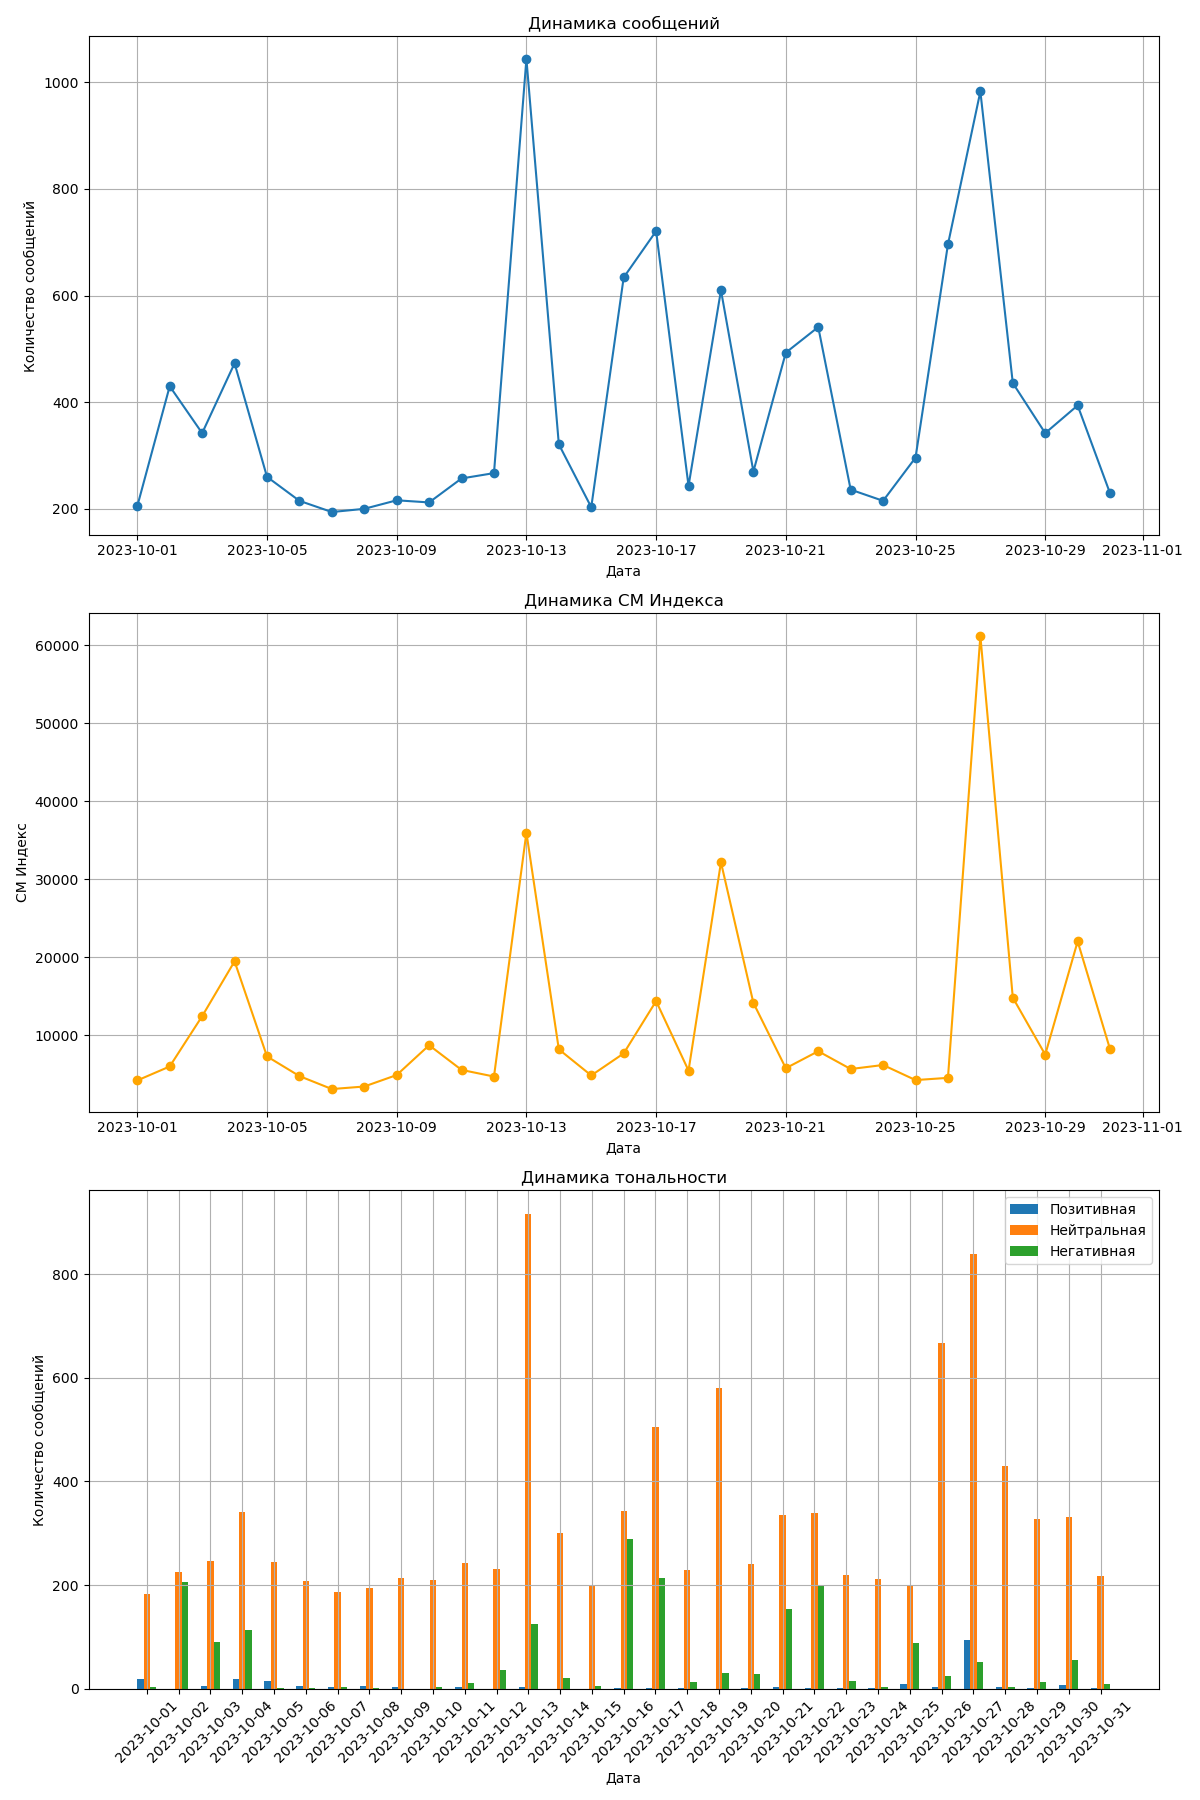 Динамика сообщений
Количество сообщений
1000
800
600
400
200
2023-10-01 2023-10-05 2023-10-09 2023-10-13 2023-10-17 2023-10-21 2023-10-25 2023-10-29 2023-11-01
Дата
Динамика СМ Индекса
СМ Индекс
60000
50000
40000
30000
20000
10000
2023-10-01 2023-10-05 2023-10-09 2023-10-13 2023-10-17 2023-10-21 2023-10-25 2023-10-29 2023-11-01
Дата
Динамика тональности
Позитивная
Нейтральная
Негативная
Количество сообщений
800
600
400
200
0
2023-10-01 2023-10-02 2023-10-03 2023-10-04 2023-10-05 2023-10-06 2023-10-07 2023-10-08 2023-10-09 2023-10-10 2023-10-11 2023-10-12 2023-10-13 2023-10-14 2023-10-15 2023-10-16 2023-10-17 2023-10-18 2023-10-19 2023-10-20 2023-10-21 2023-10-22 2023-10-23 2023-10-24 2023-10-25 2023-10-26 2023-10-27 2023-10-28 2023-10-29 2023-10-30 2023-10-31
Дата